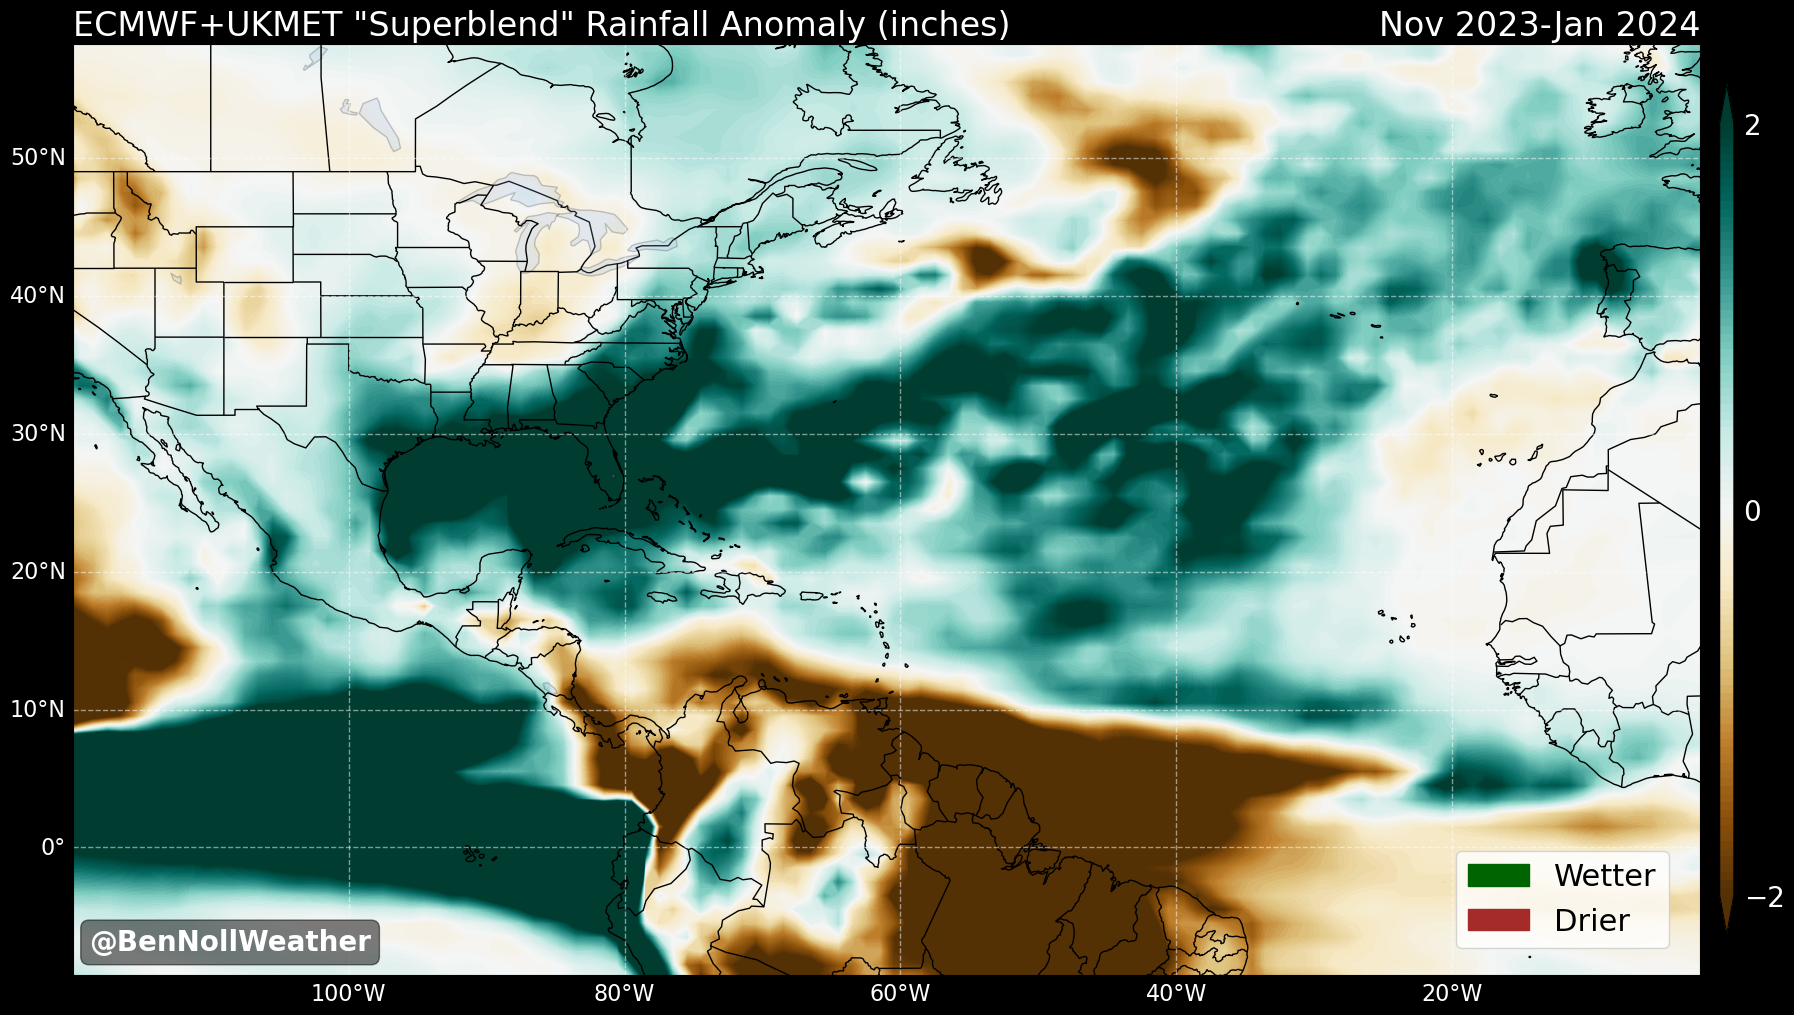 ECMWF+UKMET "Superblend" Rainfall Anomaly (inches)
Nov 2023-Jan 2024
50°N
40°N
30°N
20°N
10°N
0°
100°W
80°W
60°W
40°W
20°W
2
0
−2
Wetter
Drier
@BenNollWeather